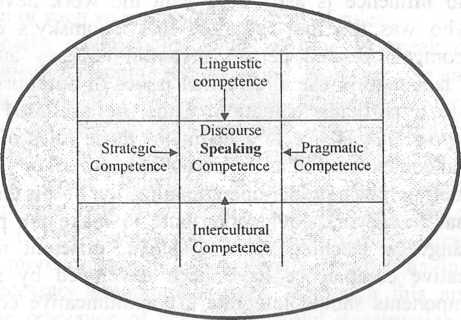 Linguistic
competence
Discourse
Strategic Speaking Pragmatic
Competence Competence Competence
Intercultural
Competence